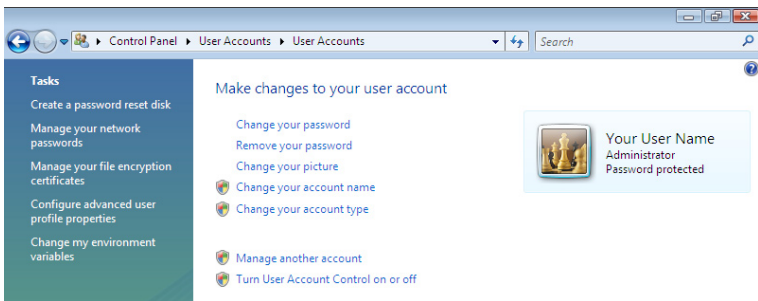 Control Panel ▸ User Accounts ▸ User Accounts
Search
Tasks
Create a password reset disk
Manage your network
passwords
Manage your file encryption
certificates
Configure advanced user
profile properties
Change my environment
variables
Make changes to your user account
Change your password
Remove your password
Change your picture
Change your account name
Change your account type
Manage another account
Turn User Account Control on or off
Your User Name
Administrator
Password protected